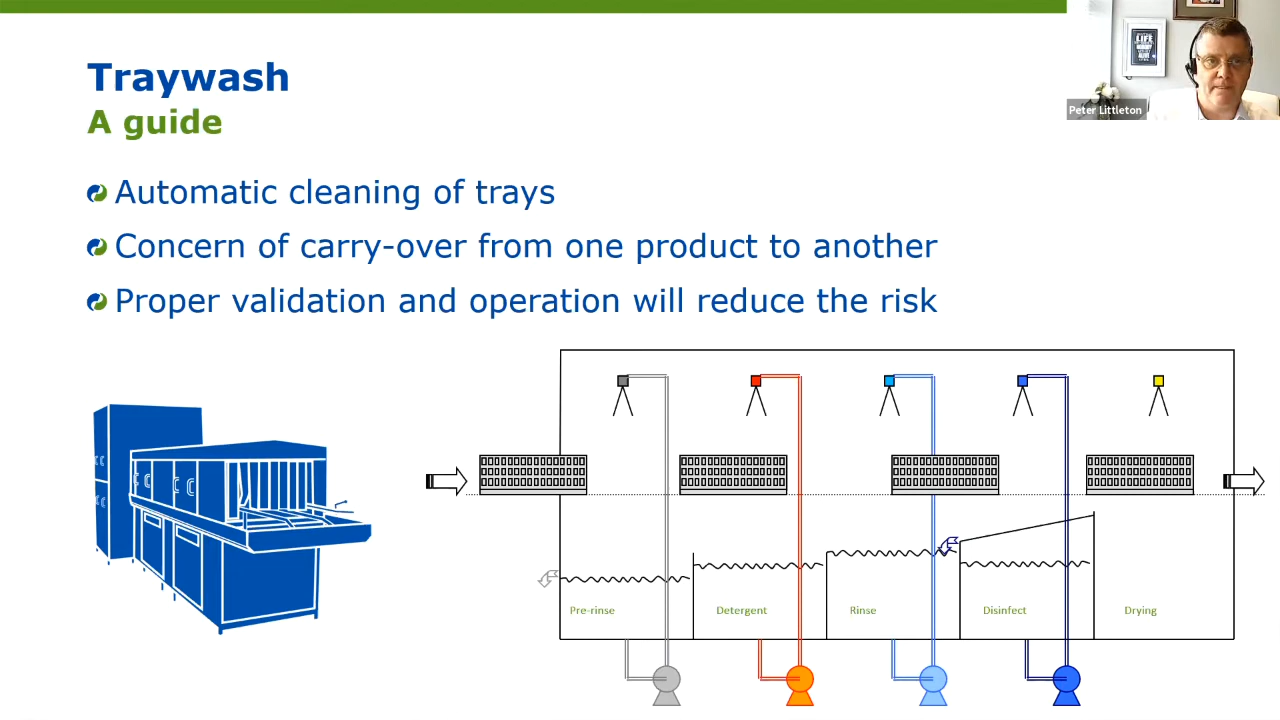 Traywash
A guide
Automatic cleaning of trays
Concern of carry-over from one product to another
Proper validation and operation will reduce the risk
Pre-rinse
Detergent
Rinse
Disinfect
Drying
LIFE
Peter Littleton